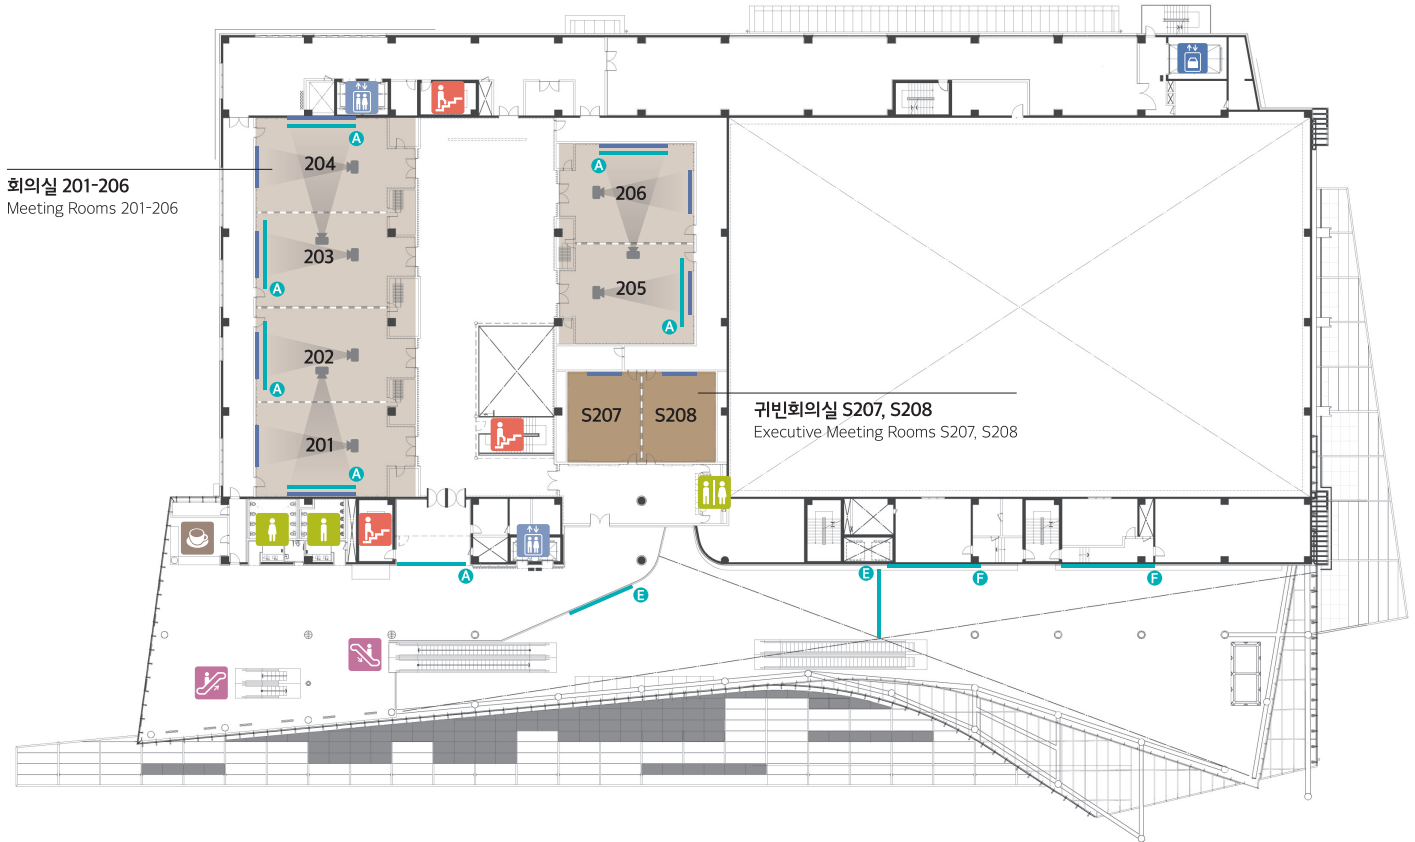 A
204
회의실 201-206
Meeting Rooms 201-206
A
206
203
205
A
A
202
A
귀빈회의실 S207, S208
Executive Meeting Rooms S207, S208
S207
S208
201
A
A
E
F
F
E